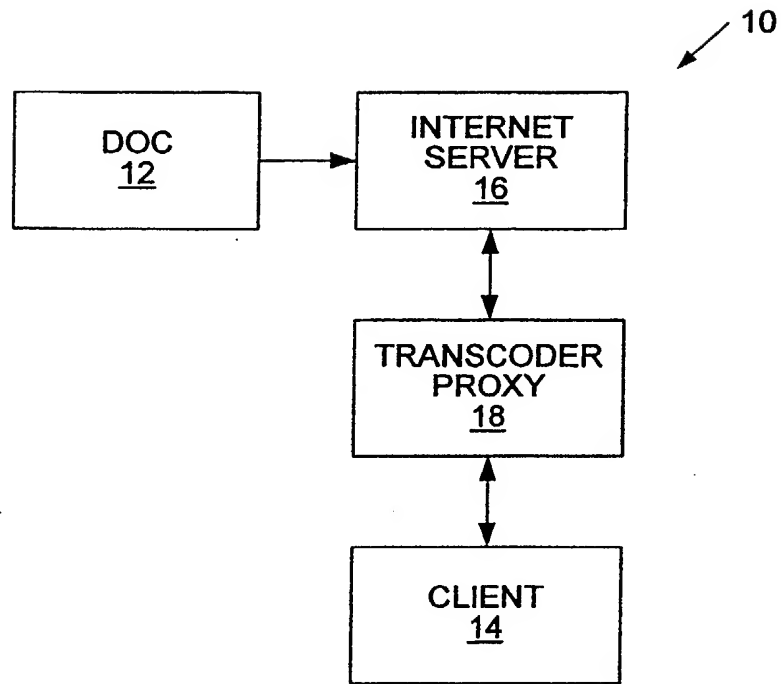 10
DOC
12
INTERNET
SERVER
16
TRANSCODER
PROXY
18
CLIENT
14